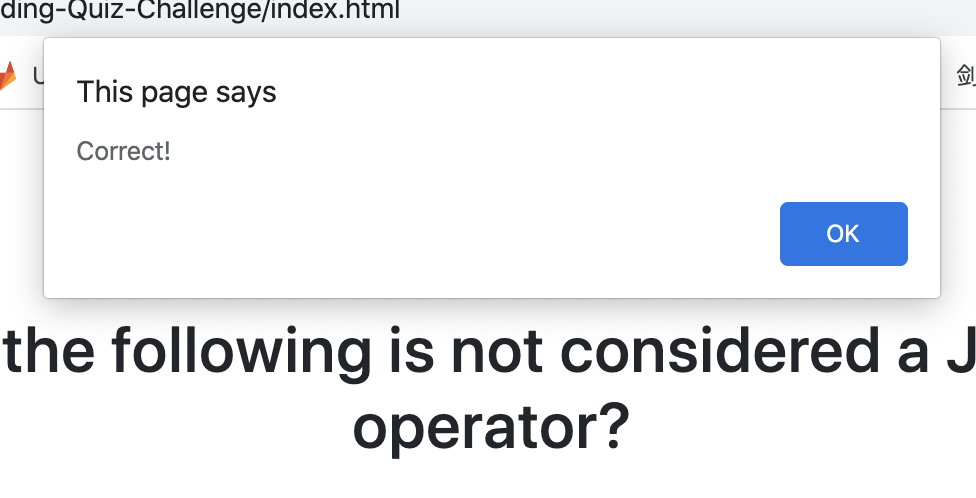 ding-Quiz-Challenge/index.html
U
剑
This page says
Correct!
OK
the following is not considered a J
operator?